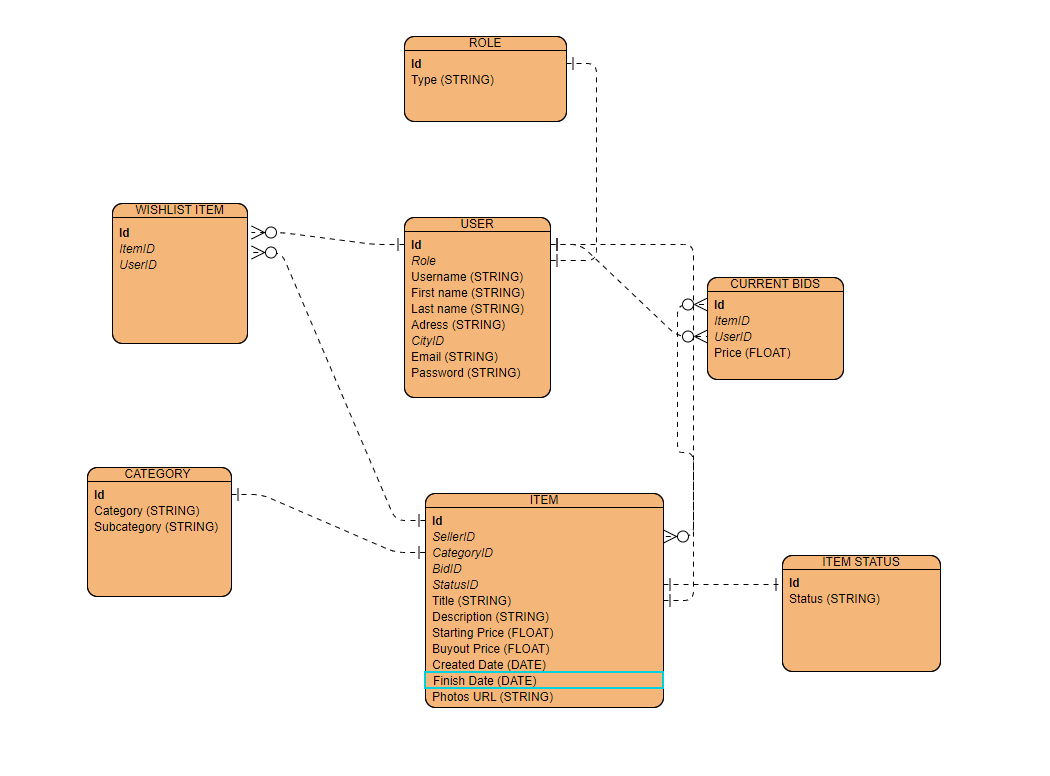 ROLE
Id
Type (STRING)
WISHLIST ITEM
Id
ItemID
UserID
USER
Id
Role
Username (STRING)
First name (STRING)
Last name (STRING)
Adress (STRING)
CityID
Email (STRING)
Password (STRING)
CURRENT BIDS
Id
ItemID
UserID
Price (FLOAT)
CATEGORY
Id
Category (STRING)
Subcategory (STRING)
ITEM
Id
SellerID
CategoryID
BidID
StatusID
Title (STRING)
Description (STRING)
Starting Price (FLOAT)
Buyout Price (FLOAT)
Created Date (DATE)
Finish Date (DATE)
Photos URL (STRING)
ITEM STATUS
Id
Status (STRING)